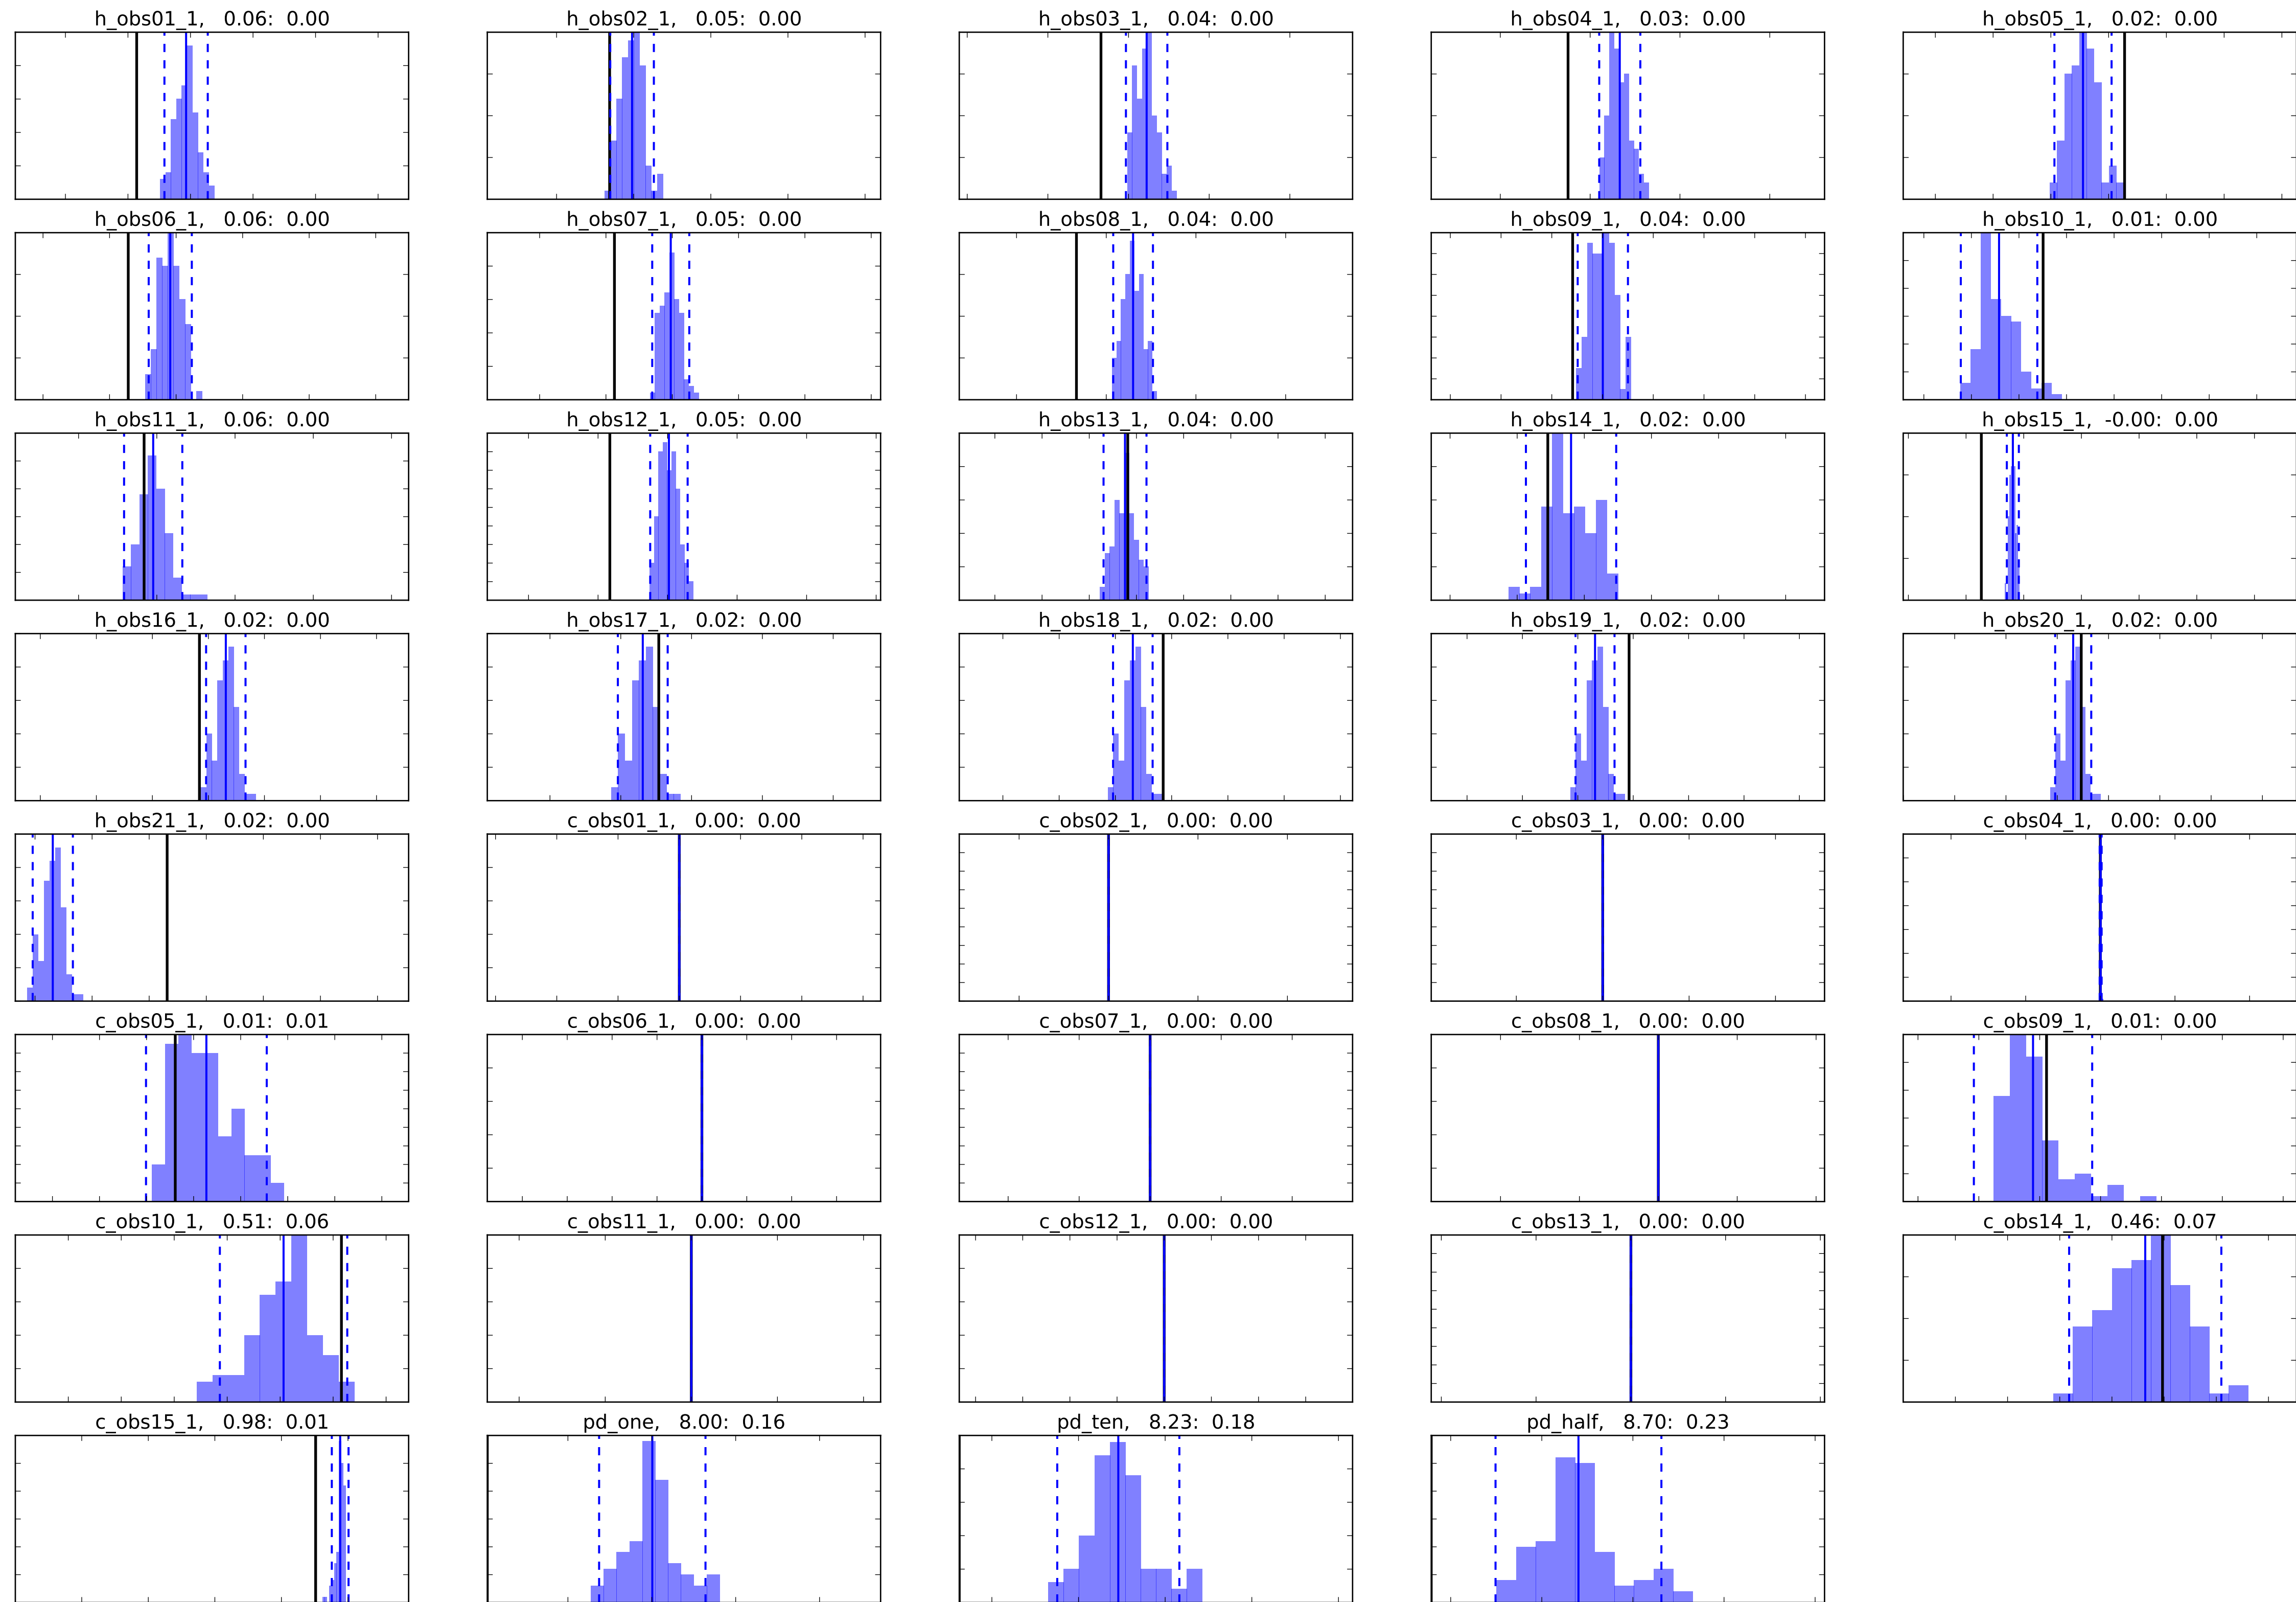 h_obs01_1, 0.06: 0.00
h_obs02_1, 0.05: 0.00
h_obs03_1, 0.04: 0.00
h_obs04_1, 0.03: 0.00
h_obs05_1, 0.02: 0.00
h_obs06_1, 0.06: 0.00
h_obs07_1, 0.05: 0.00
h_obs08_1, 0.04: 0.00
h_obs09_1, 0.04: 0.00
h_obs10_1, 0.01: 0.00
h_obs11_1, 0.06: 0.00
h_obs12_1, 0.05: 0.00
h_obs13_1, 0.04: 0.00
h_obs14_1, 0.02: 0.00
h_obs15_1, -0.00: 0.00
h_obs16_1, 0.02: 0.00
h_obs17_1, 0.02: 0.00
h_obs18_1, 0.02: 0.00
h_obs19_1, 0.02: 0.00
h_obs20_1, 0.02: 0.00
h_obs21_1, 0.02: 0.00
c_obs01_1, 0.00: 0.00
c_obs02_1, 0.00: 0.00
c_obs03_1, 0.00: 0.00
c_obs04_1, 0.00: 0.00
c_obs05_1, 0.01: 0.01
c_obs06_1, 0.00: 0.00
c_obs07_1, 0.00: 0.00
c_obs08_1, 0.00: 0.00
c_obs09_1, 0.01: 0.00
c_obs10_1, 0.51: 0.06
c_obs11_1, 0.00: 0.00
c_obs12_1, 0.00: 0.00
c_obs13_1, 0.00: 0.00
c_obs14_1, 0.46: 0.07
c_obs15_1, 0.98: 0.01
pd_one, 8.00: 0.16
pd_ten, 8.23: 0.18
pd_half, 8.70: 0.23